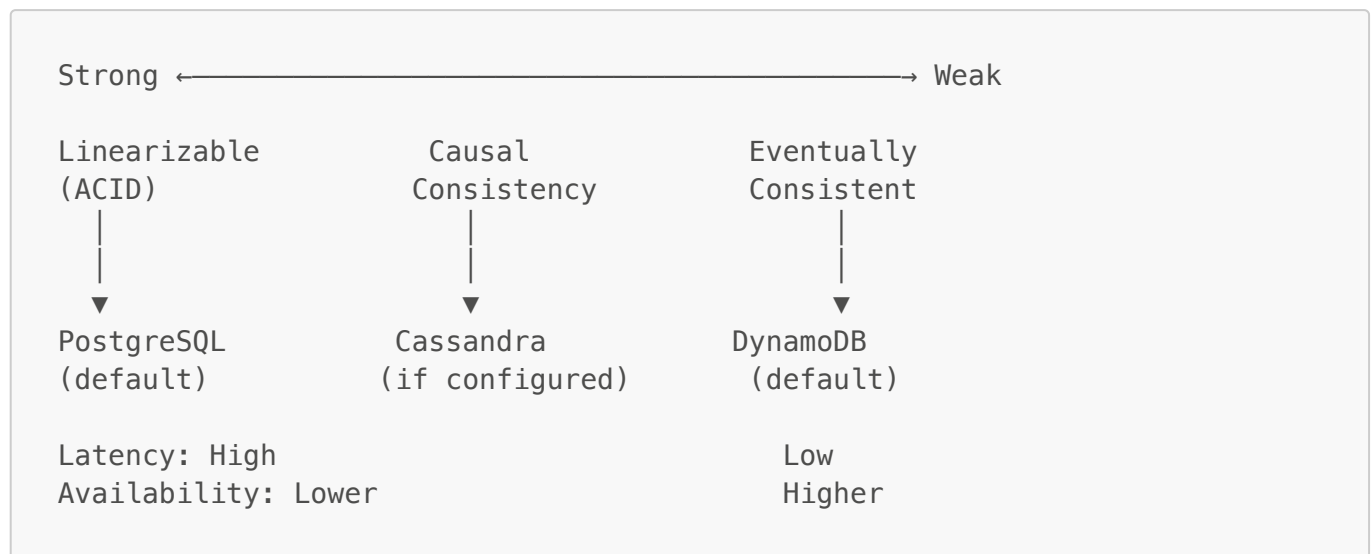 Strong ←——————————————————→ Weak
Linearizable Causal Eventually
(ACID) Consistency Consistent
PostgreSQL Cassandra DynamoDB
(default) (if configured) (default)
Latency: High Low
Availability: Lower Higher